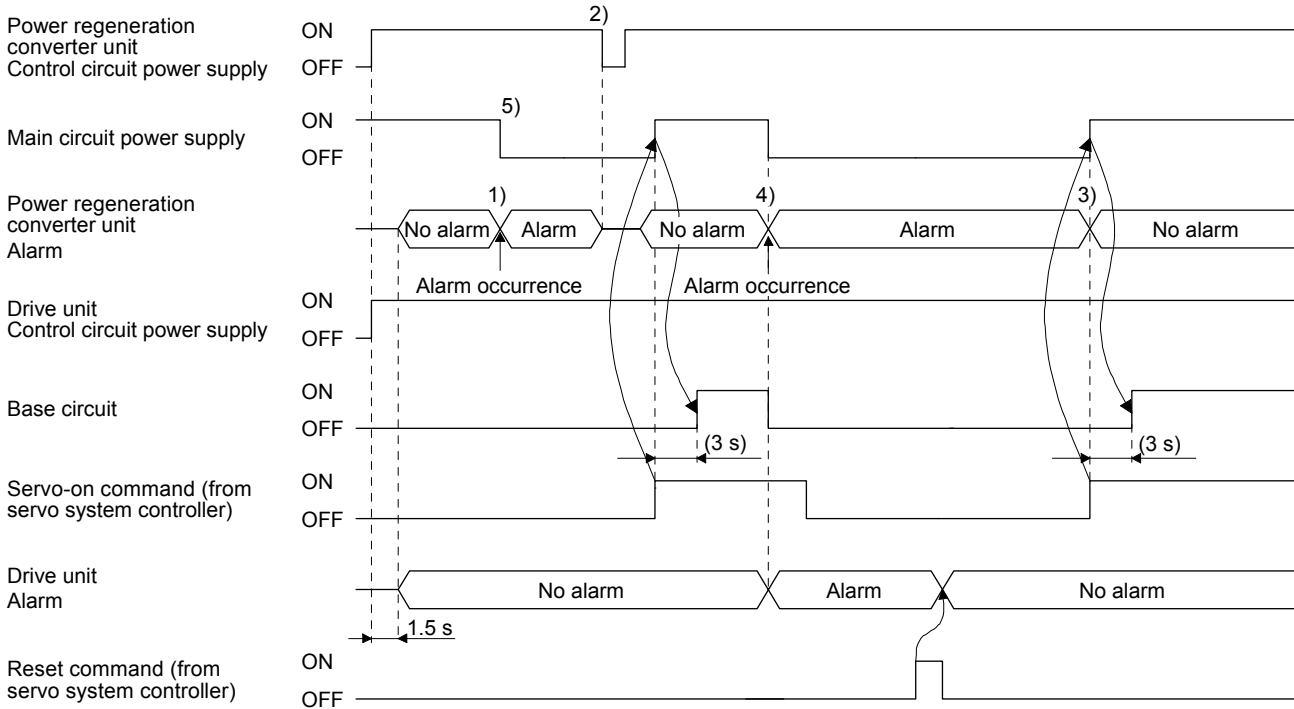 Power regeneration
converter unit
Control circuit power supply
ON
OFF
2)
Main circuit power supply
ON
OFF
5)
Power regeneration
converter unit
Alarm
1)
4)
3)
No alarm
Alarm
No alarm
Alarm
No alarm
Alarm occurrence
Alarm occurrence
Drive unit
Control circuit power supply
ON
OFF
Base circuit
ON
OFF
(3 s)
(3 s)
Servo-on command (from
servo system controller)
ON
OFF
Drive unit
Alarm
No alarm
Alarm
No alarm
1.5 s
Reset command (from
servo system controller)
ON
OFF